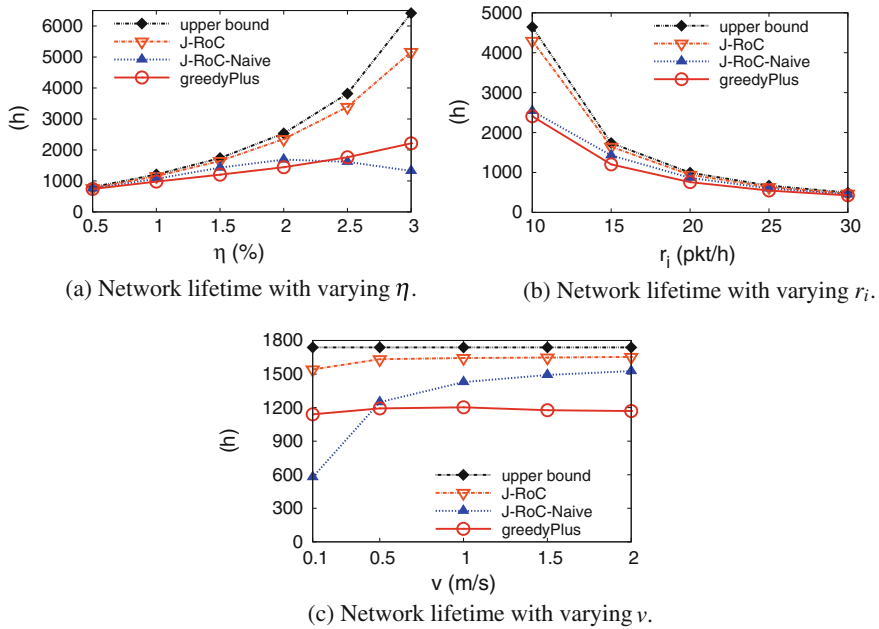 6000
5000
4000
3000
2000
1000
0
(h)
0.5 1 1.5 2 2.5 3
η (%)
upper bound
J-RoC
J-RoC-Naive
greedyPlus
(a) Network lifetime with varying η.
5000
4000
3000
2000
1000
0
(h)
10 15 20 25 30
r_i (pkt/h)
upper bound
J-RoC
J-RoC-Naive
greedyPlus
(b) Network lifetime with varying r_i.
1800
1500
1200
900
600
300
0
(h)
0.1 0.5 1 1.5 2
v (m/s)
upper bound
J-RoC
J-RoC-Naive
greedyPlus
(c) Network lifetime with varying v.